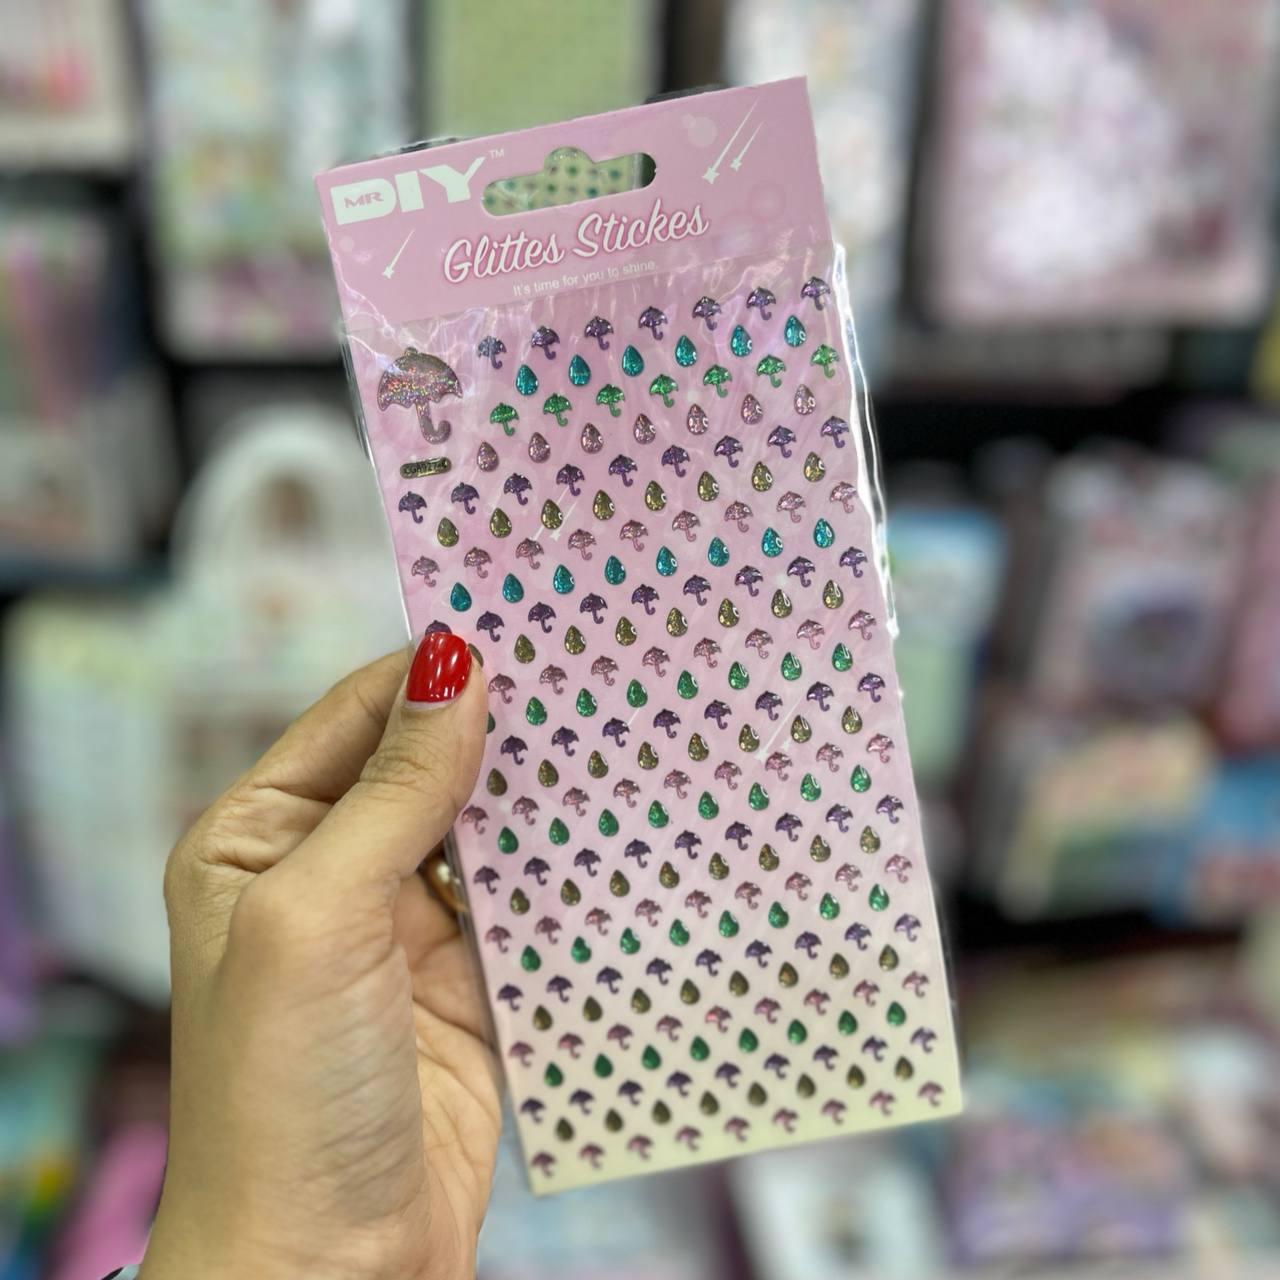 MR DIY™
Glittes Stickes
It's time for you to shine.